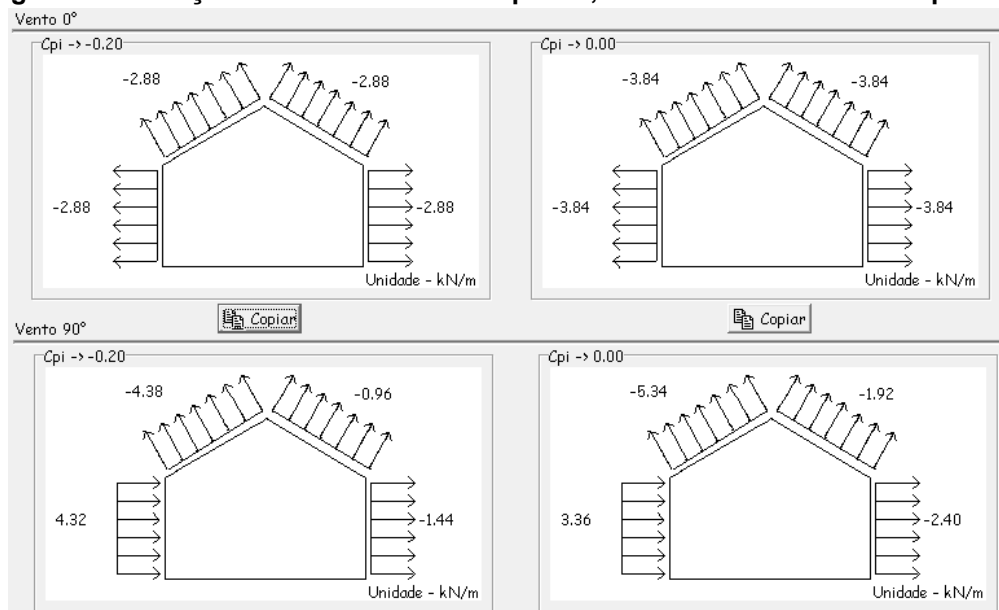 Vento 0°
Cpi -> -0.20
Cpi -> 0.00
-2.88
-2.88
-3.84
-3.84
-2.88
-2.88
-3.84
-3.84
Unidade - kN/m
Unidade - kN/m
Copiar
Copiar
Vento 90°
Cpi -> -0.20
Cpi -> 0.00
-4.38
-0.96
-5.34
-1.92
4.32
-1.44
3.36
-2.40
Unidade - kN/m
Unidade - kN/m